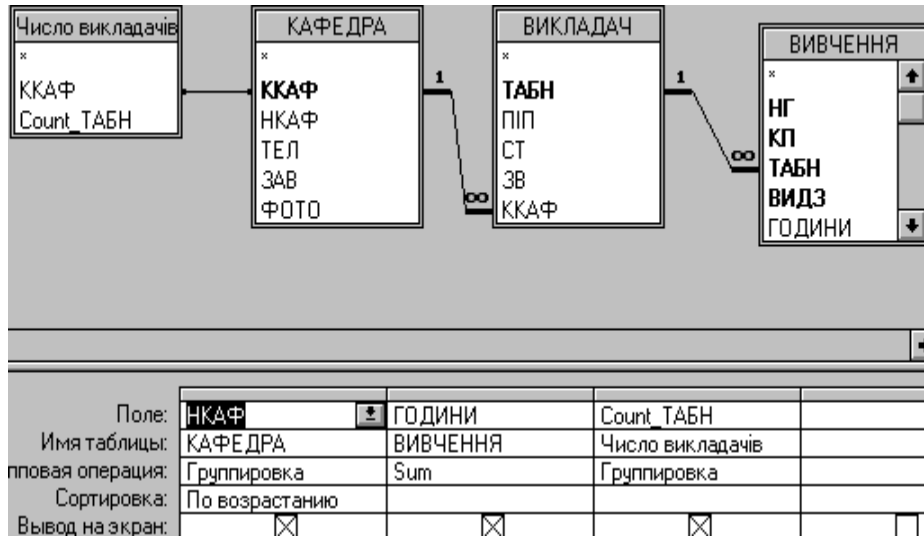 Число викладачів
*
ККАФ
Count_ТАБН
КАФЕДРА
*
ККАФ
НКАФ
ТЕЛ
ЗАВ
ФОТО
1
∞
ВИКЛАДАЧ
*
ТАБН
ПІП
СТ
ЗВ
ККАФ
1
∞
ВИВЧЕННЯ
*
НГ
КП
ТАБН
ВИДЗ
ГОДИНИ
Поле: НКАФ ГОДИНИ Count_ТАБН
Имя таблицы: КАФЕДРА ВИВЧЕННЯ Число викладачів
пповая операция: Группировка Sum Группировка
Сортировка: По возрастанию
Вывод на экран: